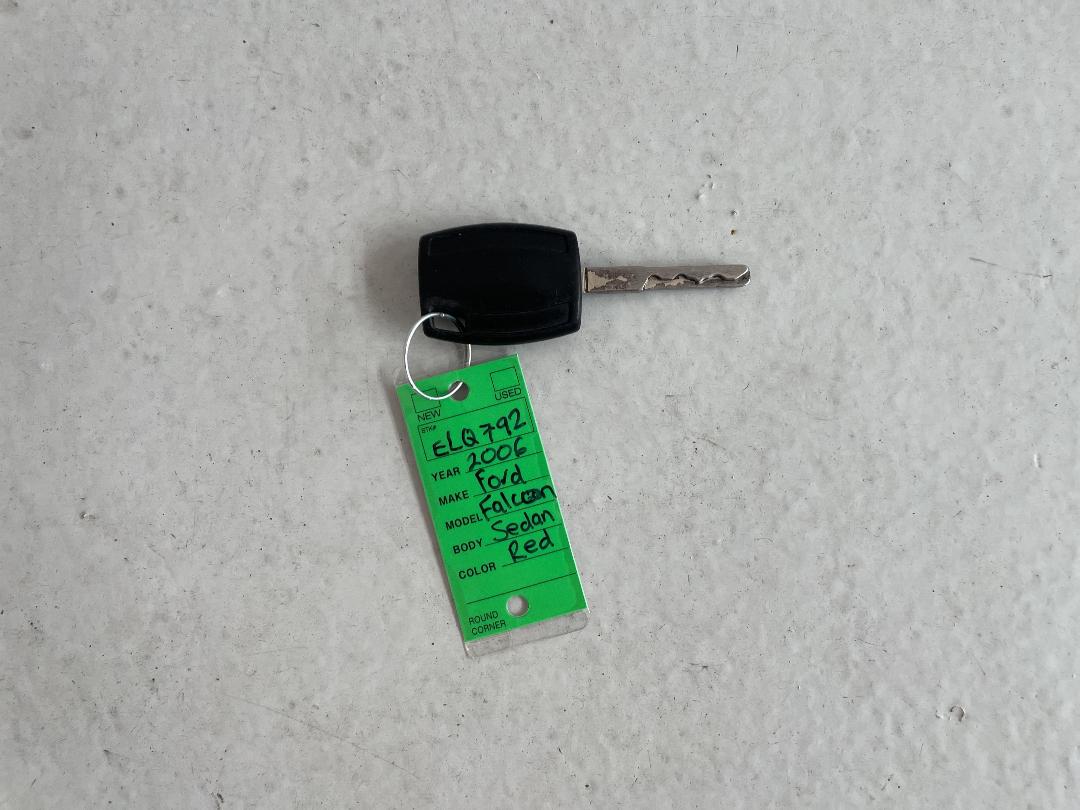 NEW USED
STK# ELQ792
YEAR 2006
MAKE Ford
MODEL Falcon
BODY Sedan
COLOR Red
ROUND
CORNER